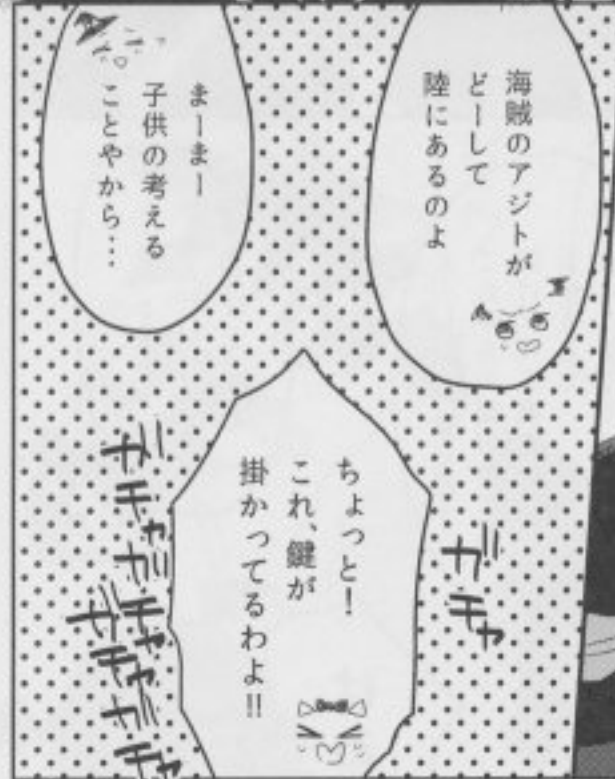 海賊のアジトが
どーして
陸にあるのよ
まーまー
子供の考える
ことやから…
ちょっと!
これ、鍵が
掛かってるわよ!!
ガチャ
ガチャガチャ
ガチャガチャ